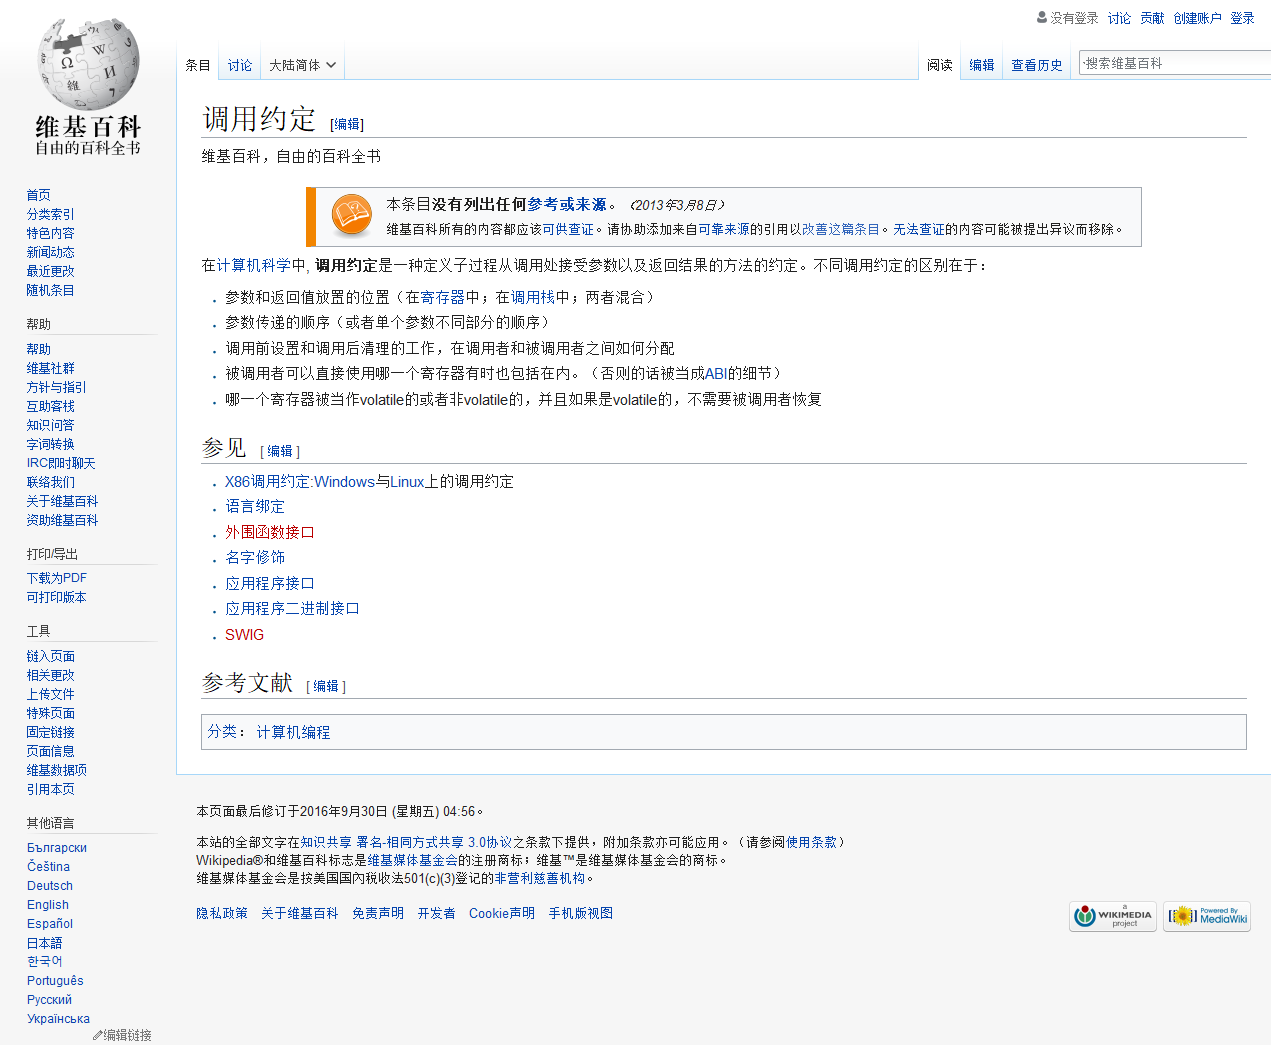 没有登录 讨论 贡献 创建账户 登录
条目 讨论 大陆简体 阅读 编辑 查看历史 搜索维基百科
Ω W И 維
维基百科
自由的百科全书
首页
分类索引
特色内容
新闻动态
最近更改
随机条目
帮助
帮助
维基社群
方针与指引
互助客栈
知识问答
字词转换
IRC即时聊天
联络我们
关于维基百科
资助维基百科
打印/导出
下载为PDF
可打印版本
工具
链入页面
相关更改
上传文件
特殊页面
固定链接
页面信息
维基数据项
引用本页
其他语言
Български
Čeština
Deutsch
English
Español
日本語
한국어
Português
Русский
Українська
编辑链接
调用约定 [编辑]
维基百科，自由的百科全书
本条目没有列出任何参考或来源。 （2013年3月8日）
维基百科所有的内容都应该可供查证。请协助添加来自可靠来源的引用以改善这篇条目。无法查证的内容可能被提出异议而移除。
在计算机科学中, 调用约定是一种定义子过程从调用处接受参数以及返回结果的方法的约定。不同调用约定的区别在于：
参数和返回值放置的位置（在寄存器中；在调用栈中；两者混合）
参数传递的顺序（或者单个参数不同部分的顺序）
调用前设置和调用后清理的工作，在调用者和被调用者之间如何分配
被调用者可以直接使用哪一个寄存器有时也包括在内。（否则的话被当成ABI的细节）
哪一个寄存器被当作volatile的或者非volatile的，并且如果是volatile的，不需要被调用者恢复
参见 [ 编辑 ]
X86调用约定:Windows与Linux上的调用约定
语言绑定
外围函数接口
名字修饰
应用程序接口
应用程序二进制接口
SWIG
参考文献 [ 编辑 ]
分类： 计算机编程
本页面最后修订于2016年9月30日 (星期五) 04:56。
本站的全部文字在知识共享 署名-相同方式共享 3.0协议之条款下提供，附加条款亦可能应用。（请参阅使用条款）
Wikipedia®和维基百科标志是维基媒体基金会的注册商标；维基™是维基媒体基金会的商标。
维基媒体基金会是按美国国内税收法501(c)(3)登记的非营利慈善机构。
隐私政策 关于维基百科 免责声明 开发者 Cookie声明 手机版视图
a WIKIMEDIA project
Powered By MediaWiki